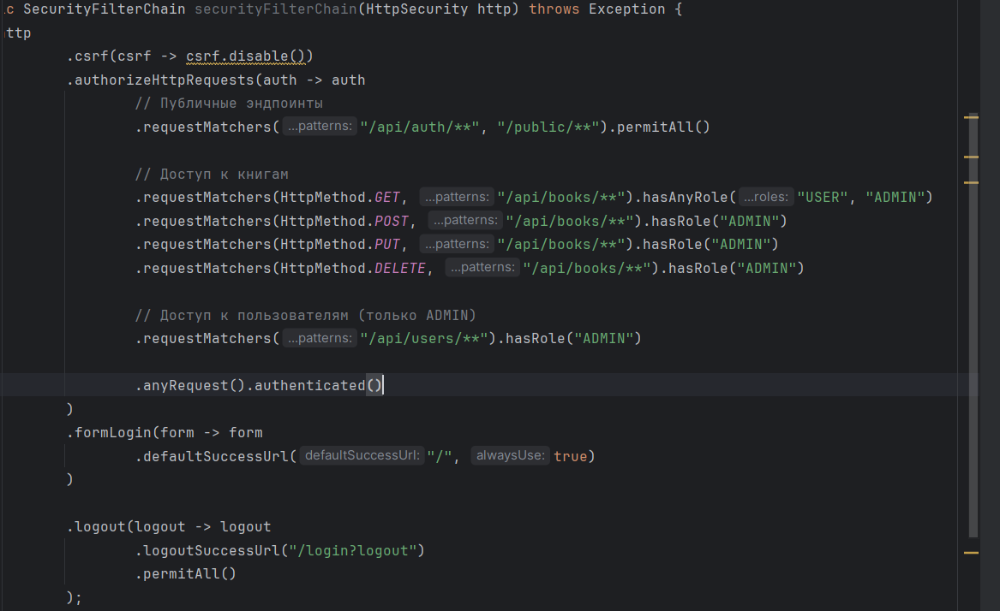 c SecurityFilterChain securityFilterChain(HttpSecurity http) throws Exception {
ttp
.csrf(csrf -> csrf.disable())
.authorizeHttpRequests(auth -> auth
// Публичные эндпоинты
.requestMatchers( ...patterns: "/api/auth/**", "/public/**").permitAll()
// Доступ к книгам
.requestMatchers(HttpMethod.GET, ...patterns: "/api/books/**").hasAnyRole( ...roles: "USER", "ADMIN")
.requestMatchers(HttpMethod.POST, ...patterns: "/api/books/**").hasRole("ADMIN")
.requestMatchers(HttpMethod.PUT, ...patterns: "/api/books/**").hasRole("ADMIN")
.requestMatchers(HttpMethod.DELETE, ...patterns: "/api/books/**").hasRole("ADMIN")
// Доступ к пользователям (только ADMIN)
.requestMatchers( ...patterns: "/api/users/**").hasRole("ADMIN")
.anyRequest().authenticated()
)
.formLogin(form -> form
.defaultSuccessUrl( defaultSuccessUrl: "/", alwaysUse: true)
)
.logout(logout -> logout
.logoutSuccessUrl("/login?logout")
.permitAll()
);